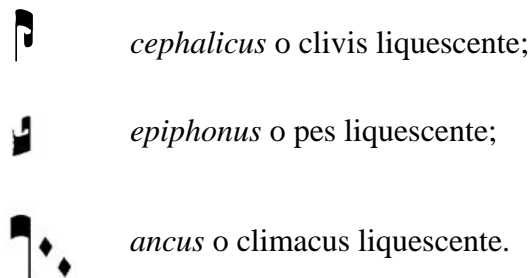 cephalicus o clivis liquescente;
epiphonus o pes liquescente;
ancus o climacus liquescente.